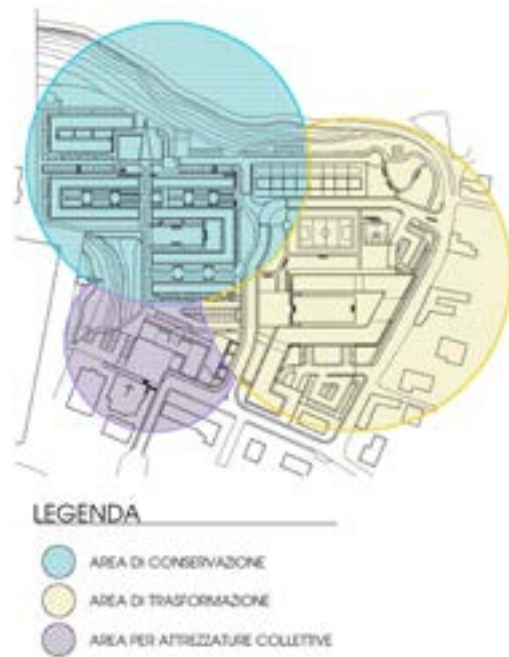 LEGENDA
AREA DI CONSERVAZIONE
AREA DI TRASFORMAZIONE
AREA PER ATTREZZATURE COLLETTIVE